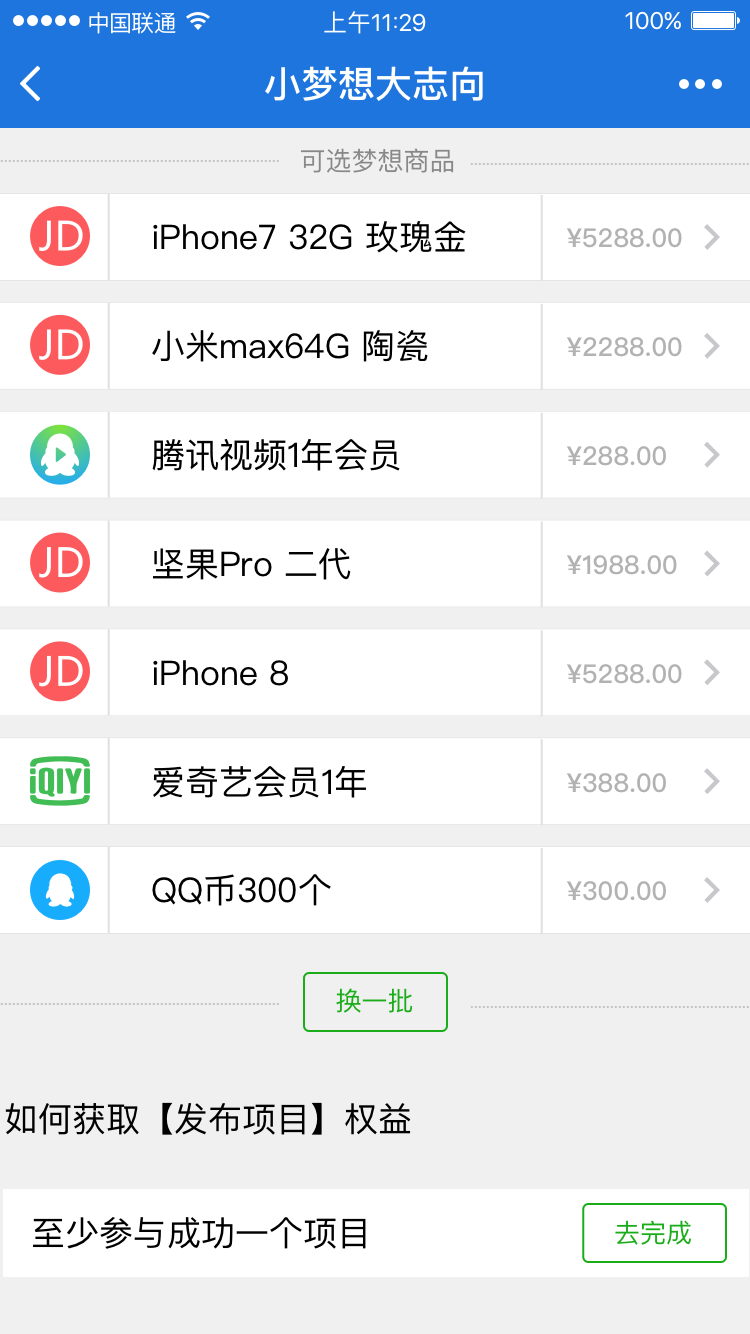 中国联通 上午11:29 100%
小梦想大志向
可选梦想商品
JD iPhone7 32G 玫瑰金 ¥5288.00
JD 小米max64G 陶瓷 ¥2288.00
腾讯视频1年会员 ¥288.00
JD 坚果Pro 二代 ¥1988.00
JD iPhone 8 ¥5288.00
iQIYI 爱奇艺会员1年 ¥388.00
QQ币300个 ¥300.00
换一批
如何获取【发布项目】权益
至少参与成功一个项目 去完成